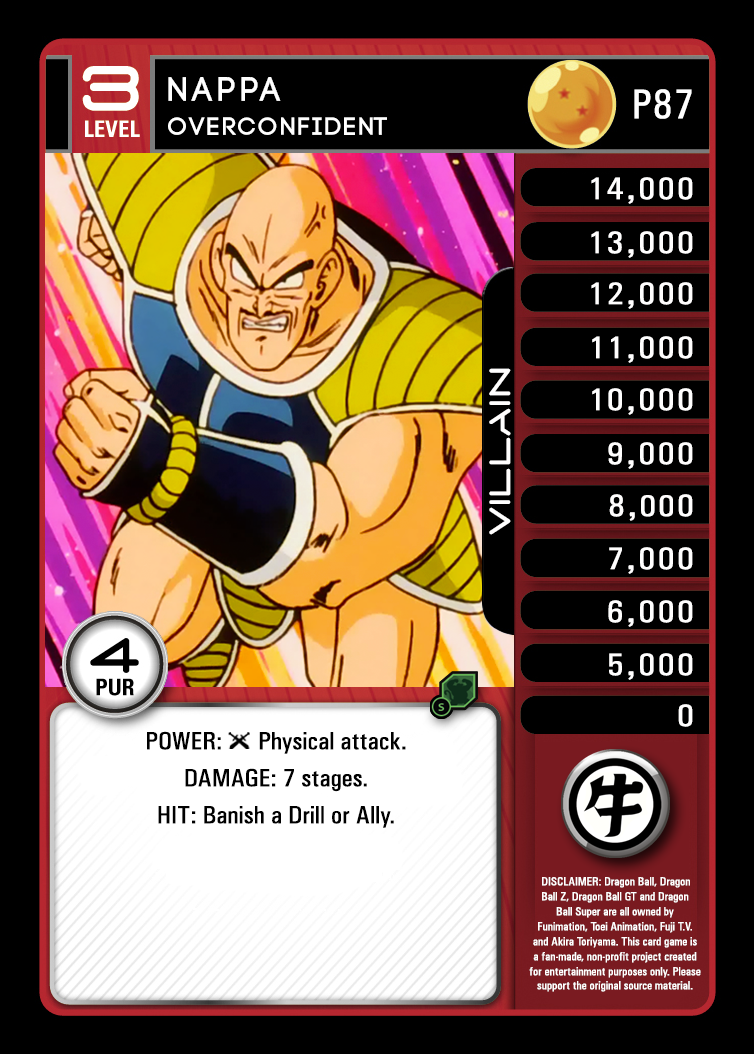 3
LEVEL
NAPPA
OVERCONFIDENT
P87
14,000
13,000
12,000
11,000
10,000
9,000
8,000
7,000
6,000
5,000
0
VILLAIN
4
PUR
S
POWER: Physical attack.
DAMAGE: 7 stages.
HIT: Banish a Drill or Ally.
牛
DISCLAIMER: Dragon Ball, Dragon
Ball Z, Dragon Ball GT and Dragon
Ball Super are all owned by
Funimation, Toei Animation, Fuji T.V.
and Akira Toriyama. This card game is
a fan-made, non-profit project created
for entertainment purposes only. Please
support the original source material.